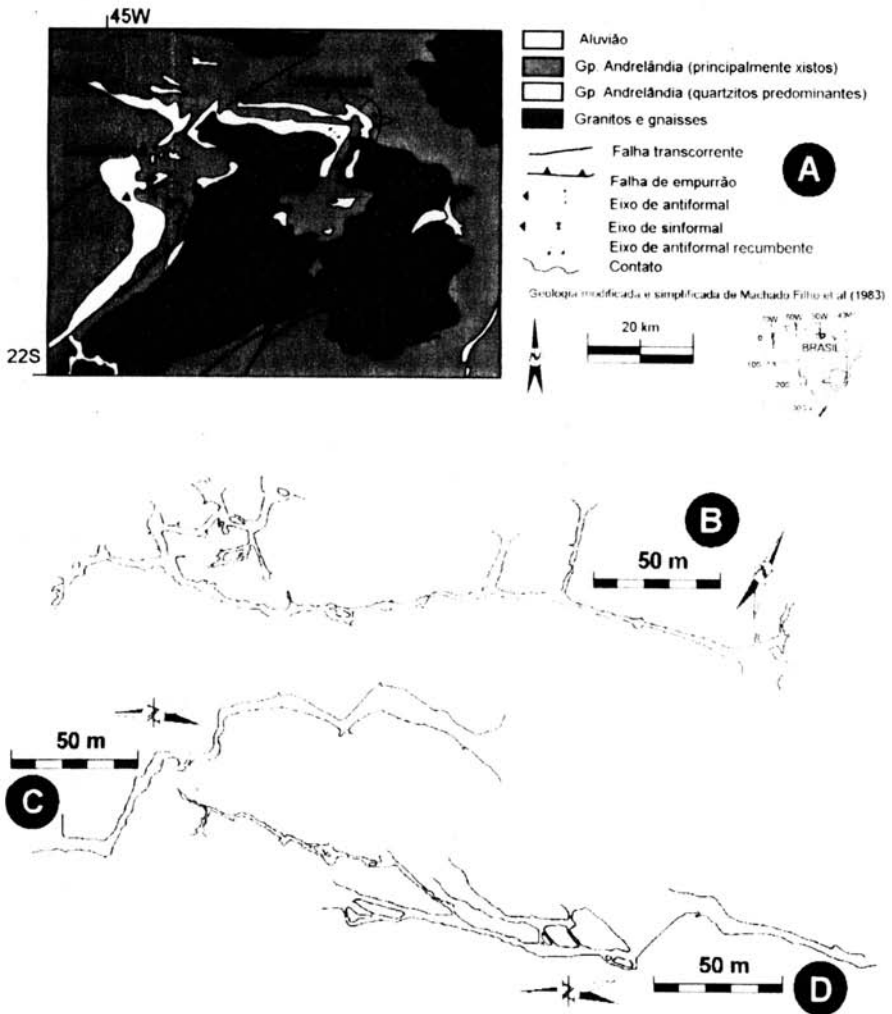 45W
22S
Aluvião
Gp. Andrelândia (principalmente xistos)
Gp. Andrelândia (quartzitos predominantes)
Granitos e gnaisses
Falha transcorrente
Falha de empurrão
Eixo de antiformal
Eixo de sinformal
Eixo de antiformal recumbente
Contato
A
Geologia modificada e simplificada de Machado Filho et al (1983)
N
20 km
BRASIL
B
50 m
N
N
50 m
C
N
50 m
D